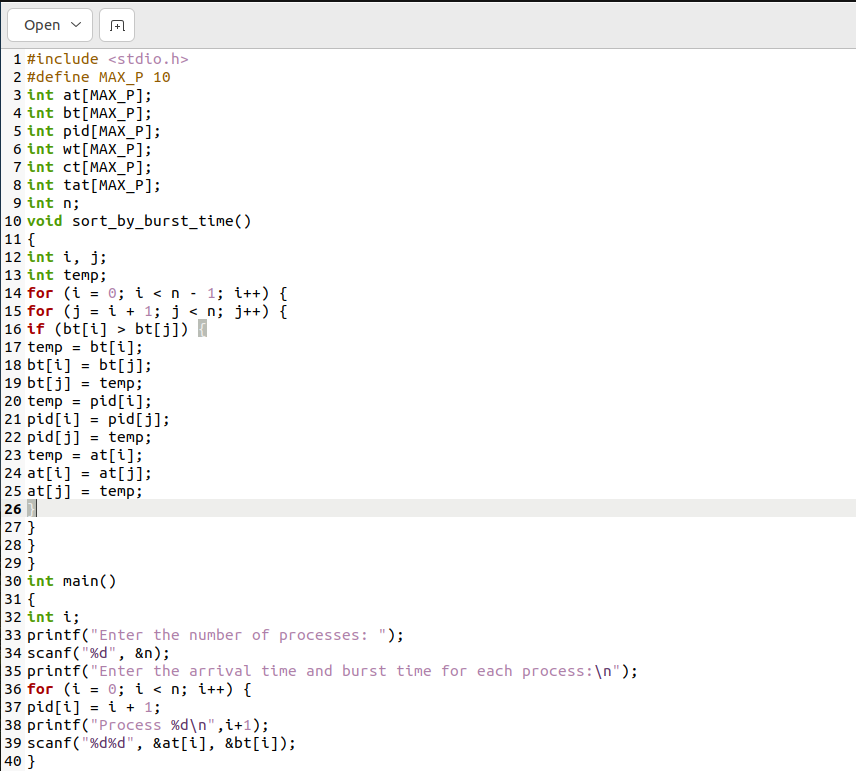 Open
1 #include <stdio.h>
2 #define MAX_P 10
3 int at[MAX_P];
4 int bt[MAX_P];
5 int pid[MAX_P];
6 int wt[MAX_P];
7 int ct[MAX_P];
8 int tat[MAX_P];
9 int n;
10 void sort_by_burst_time()
11 {
12 int i, j;
13 int temp;
14 for (i = 0; i < n - 1; i++) {
15 for (j = i + 1; j < n; j++) {
16 if (bt[i] > bt[j]) {
17 temp = bt[i];
18 bt[i] = bt[j];
19 bt[j] = temp;
20 temp = pid[i];
21 pid[i] = pid[j];
22 pid[j] = temp;
23 temp = at[i];
24 at[i] = at[j];
25 at[j] = temp;
26 }
27 }
28 }
29 }
30 int main()
31 {
32 int i;
33 printf("Enter the number of processes: ");
34 scanf("%d", &n);
35 printf("Enter the arrival time and burst time for each process:\n");
36 for (i = 0; i < n; i++) {
37 pid[i] = i + 1;
38 printf("Process %d\n",i+1);
39 scanf("%d%d", &at[i], &bt[i]);
40 }